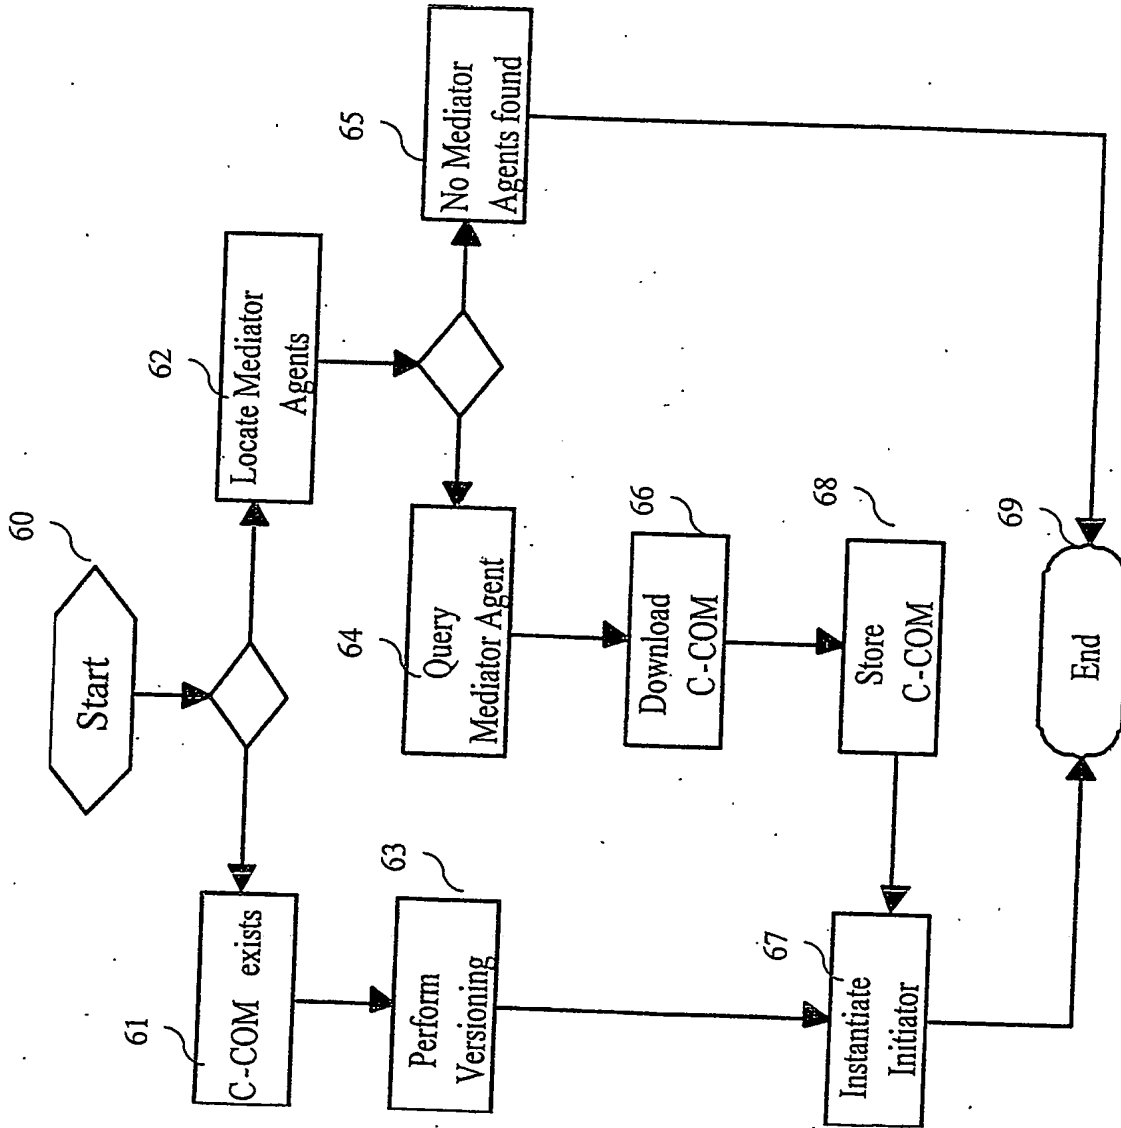 60
Start
61
C-COM exists
62
Locate Mediator
Agents
63
Perform
Versioning
64
Query
Mediator Agent
65
No Mediator
Agents found
66
Download
C-COM
67
Instantiate
Initiator
68
Store
C-COM
69
End